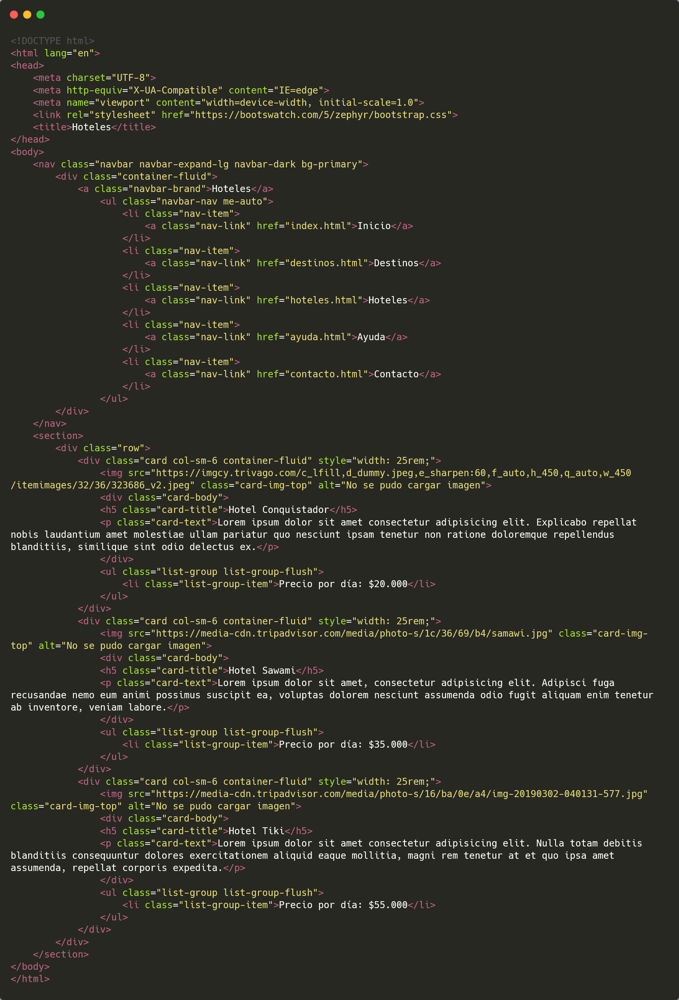 <!DOCTYPE html>
<html lang="en">
<head>
    <meta charset="UTF-8">
    <meta http-equiv="X-UA-Compatible" content="IE=edge">
    <meta name="viewport" content="width=device-width, initial-scale=1.0">
    <link rel="stylesheet" href="https://bootswatch.com/5/zephyr/bootstrap.css">
    <title>Hoteles</title>
</head>
<body>
    <nav class="navbar navbar-expand-lg navbar-dark bg-primary">
        <div class="container-fluid">
            <a class="navbar-brand">Hoteles</a>
                <ul class="navbar-nav me-auto">
                    <li class="nav-item">
                        <a class="nav-link" href="index.html">Inicio</a>
                    </li>
                    <li class="nav-item">
                        <a class="nav-link" href="destinos.html">Destinos</a>
                    </li>
                    <li class="nav-item">
                        <a class="nav-link" href="hoteles.html">Hoteles</a>
                    </li>
                    <li class="nav-item">
                        <a class="nav-link" href="ayuda.html">Ayuda</a>
                    </li>
                    <li class="nav-item">
                        <a class="nav-link" href="contacto.html">Contacto</a>
                    </li>
                </ul>
        </div>
    </nav>
    <section>
        <div class="row">
            <div class="card col-sm-6 container-fluid" style="width: 25rem;">
                <img src="https://imgcy.trivago.com/c_lfill,d_dummy.jpeg,e_sharpen:60,f_auto,h_450,q_auto,w_450
/itemimages/32/36/323686_v2.jpeg" class="card-img-top" alt="No se pudo cargar imagen">
                <div class="card-body">
                <h5 class="card-title">Hotel Conquistador</h5>
                <p class="card-text">Lorem ipsum dolor sit amet consectetur adipisicing elit. Explicabo repellat
nobis laudantium amet molestiae ullam pariatur quo nesciunt ipsam tenetur non ratione doloremque repellendus
blanditiis, similique sint odio delectus ex.</p>
                </div>
                <ul class="list-group list-group-flush">
                    <li class="list-group-item">Precio por día: $20.000</li>
                </ul>
            </div>
            <div class="card col-sm-6 container-fluid" style="width: 25rem;">
                <img src="https://media-cdn.tripadvisor.com/media/photo-s/1c/36/69/b4/samawi.jpg" class="card-img-
top" alt="No se pudo cargar imagen">
                <div class="card-body">
                <h5 class="card-title">Hotel Sawami</h5>
                <p class="card-text">Lorem ipsum dolor sit amet, consectetur adipisicing elit. Adipisci fuga
recusandae nemo eum animi possimus suscipit ea, voluptas dolorem nesciunt assumenda odio fugit aliquam enim tenetur
ab inventore, veniam labore.</p>
                </div>
                <ul class="list-group list-group-flush">
                    <li class="list-group-item">Precio por día: $35.000</li>
                </ul>
            </div>
            <div class="card col-sm-6 container-fluid" style="width: 25rem;">
                <img src="https://media-cdn.tripadvisor.com/media/photo-s/16/ba/0e/a4/img-20190302-040131-577.jpg"
class="card-img-top" alt="No se pudo cargar imagen">
                <div class="card-body">
                <h5 class="card-title">Hotel Tiki</h5>
                <p class="card-text">Lorem ipsum dolor sit amet consectetur adipisicing elit. Nulla totam debitis
blanditiis consequuntur dolores exercitationem aliquid eaque mollitia, magni rem tenetur at et quo ipsa amet
assumenda, repellat corporis expedita.</p>
                </div>
                <ul class="list-group list-group-flush">
                    <li class="list-group-item">Precio por día: $55.000</li>
                </ul>
            </div>
        </div>
    </section>
</body>
</html>